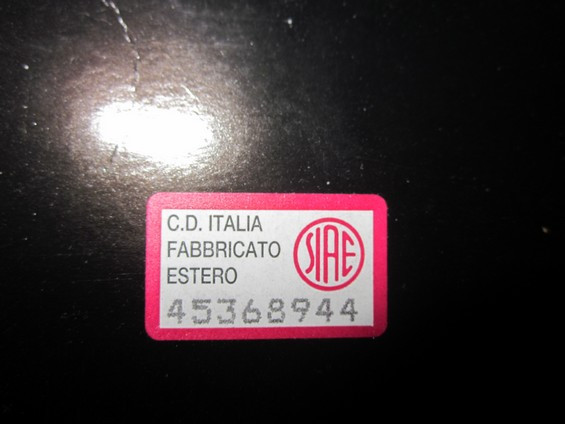 C.D. ITALIA
FABBRICATO
ESTERO
SIAE
45368944